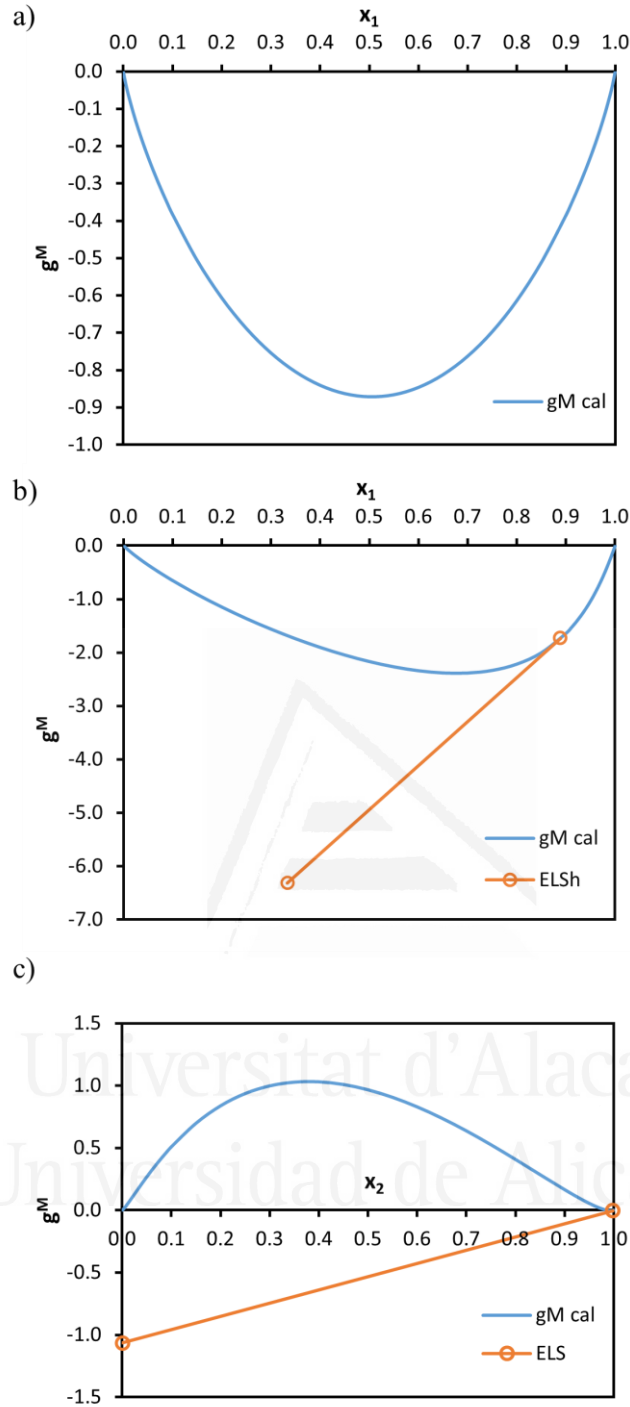 a)
x₁
0.0 0.1 0.2 0.3 0.4 0.5 0.6 0.7 0.8 0.9 1.0
0.0
-0.1
-0.2
-0.3
-0.4
-0.5
-0.6
-0.7
-0.8
-0.9
-1.0
gᴹ
gM cal
b)
x₁
0.0 0.1 0.2 0.3 0.4 0.5 0.6 0.7 0.8 0.9 1.0
0.0
-1.0
-2.0
-3.0
-4.0
-5.0
-6.0
-7.0
gᴹ
gM cal
ELSh
c)
1.5
1.0
0.5
0.0
-0.5
-1.0
-1.5
gᴹ
x₂
0.0 0.1 0.2 0.3 0.4 0.5 0.6 0.7 0.8 0.9 1.0
gM cal
ELS
Universitat d'Alaca
Universidad de Alic